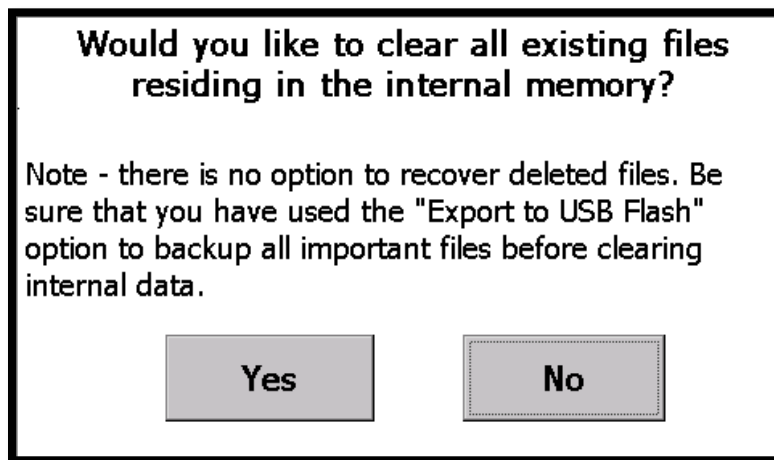 Would you like to clear all existing files
residing in the internal memory?
Note - there is no option to recover deleted files. Be
sure that you have used the "Export to USB Flash"
option to backup all important files before clearing
internal data.
Yes
No